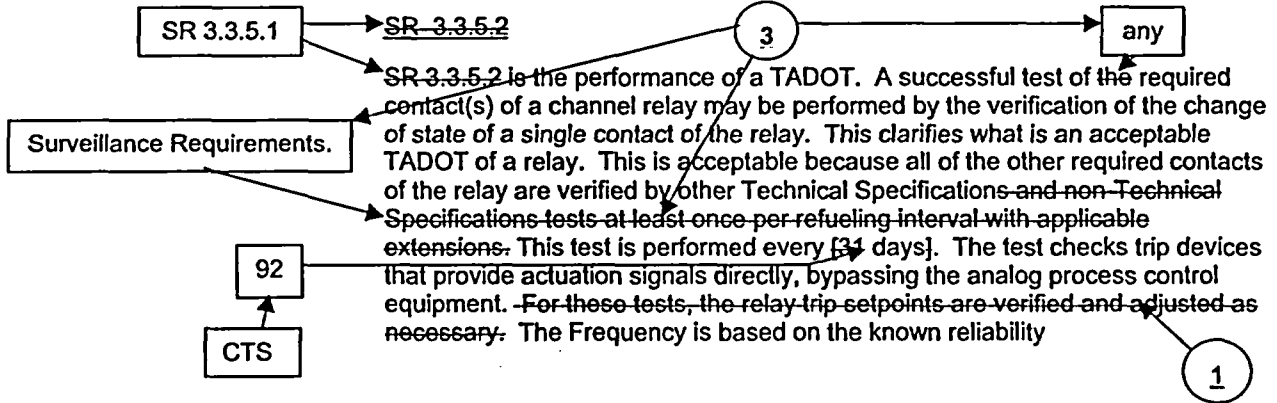 SR 3.3.5.1
SR 3.3.5.2
3
any
SR 3.3.5.2 is the performance of a TADOT. A successful test of the required
contact(s) of a channel relay may be performed by the verification of the change
of state of a single contact of the relay. This clarifies what is an acceptable
Surveillance Requirements.
TADOT of a relay. This is acceptable because all of the other required contacts
of the relay are verified by other Technical Specifications and non-Technical
Specifications tests at least once per refueling interval with applicable
extensions. This test is performed every [31 days]. The test checks trip devices
92
that provide actuation signals directly, bypassing the analog process control
equipment. For these tests, the relay trip setpoints are verified and adjusted as
necessary. The Frequency is based on the known reliability
CTS
1